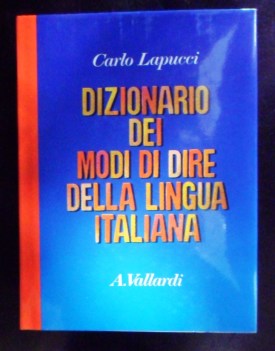 Carlo Lapucci
DIZIONARIO
DEI
MODI DI DIRE
DELLA LINGUA
ITALIANA
A.Vallardi